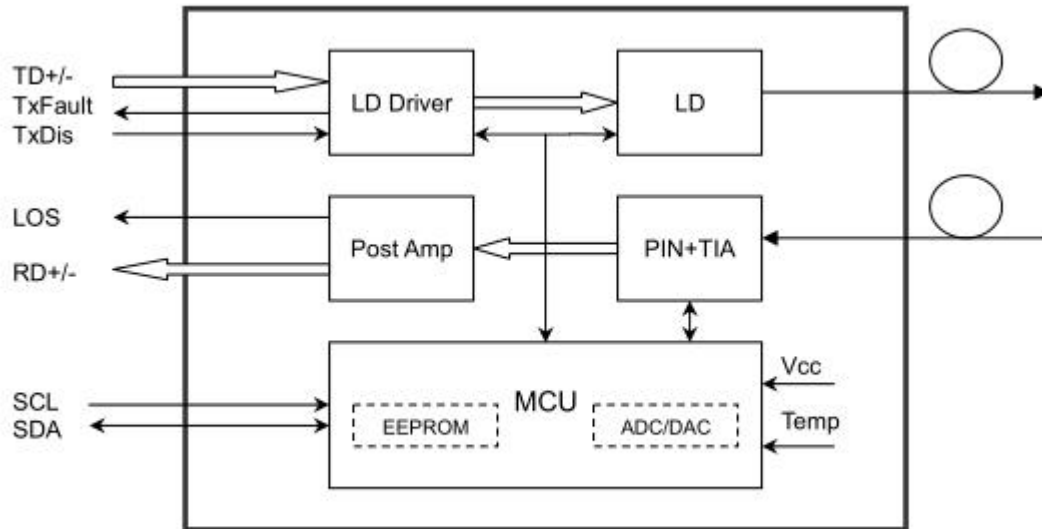 TD+/-
TxFault
TxDis
LD Driver
LD
LOS
RD+/-
Post Amp
PIN+TIA
SCL
SDA
MCU
EEPROM
ADC/DAC
Vcc
Temp